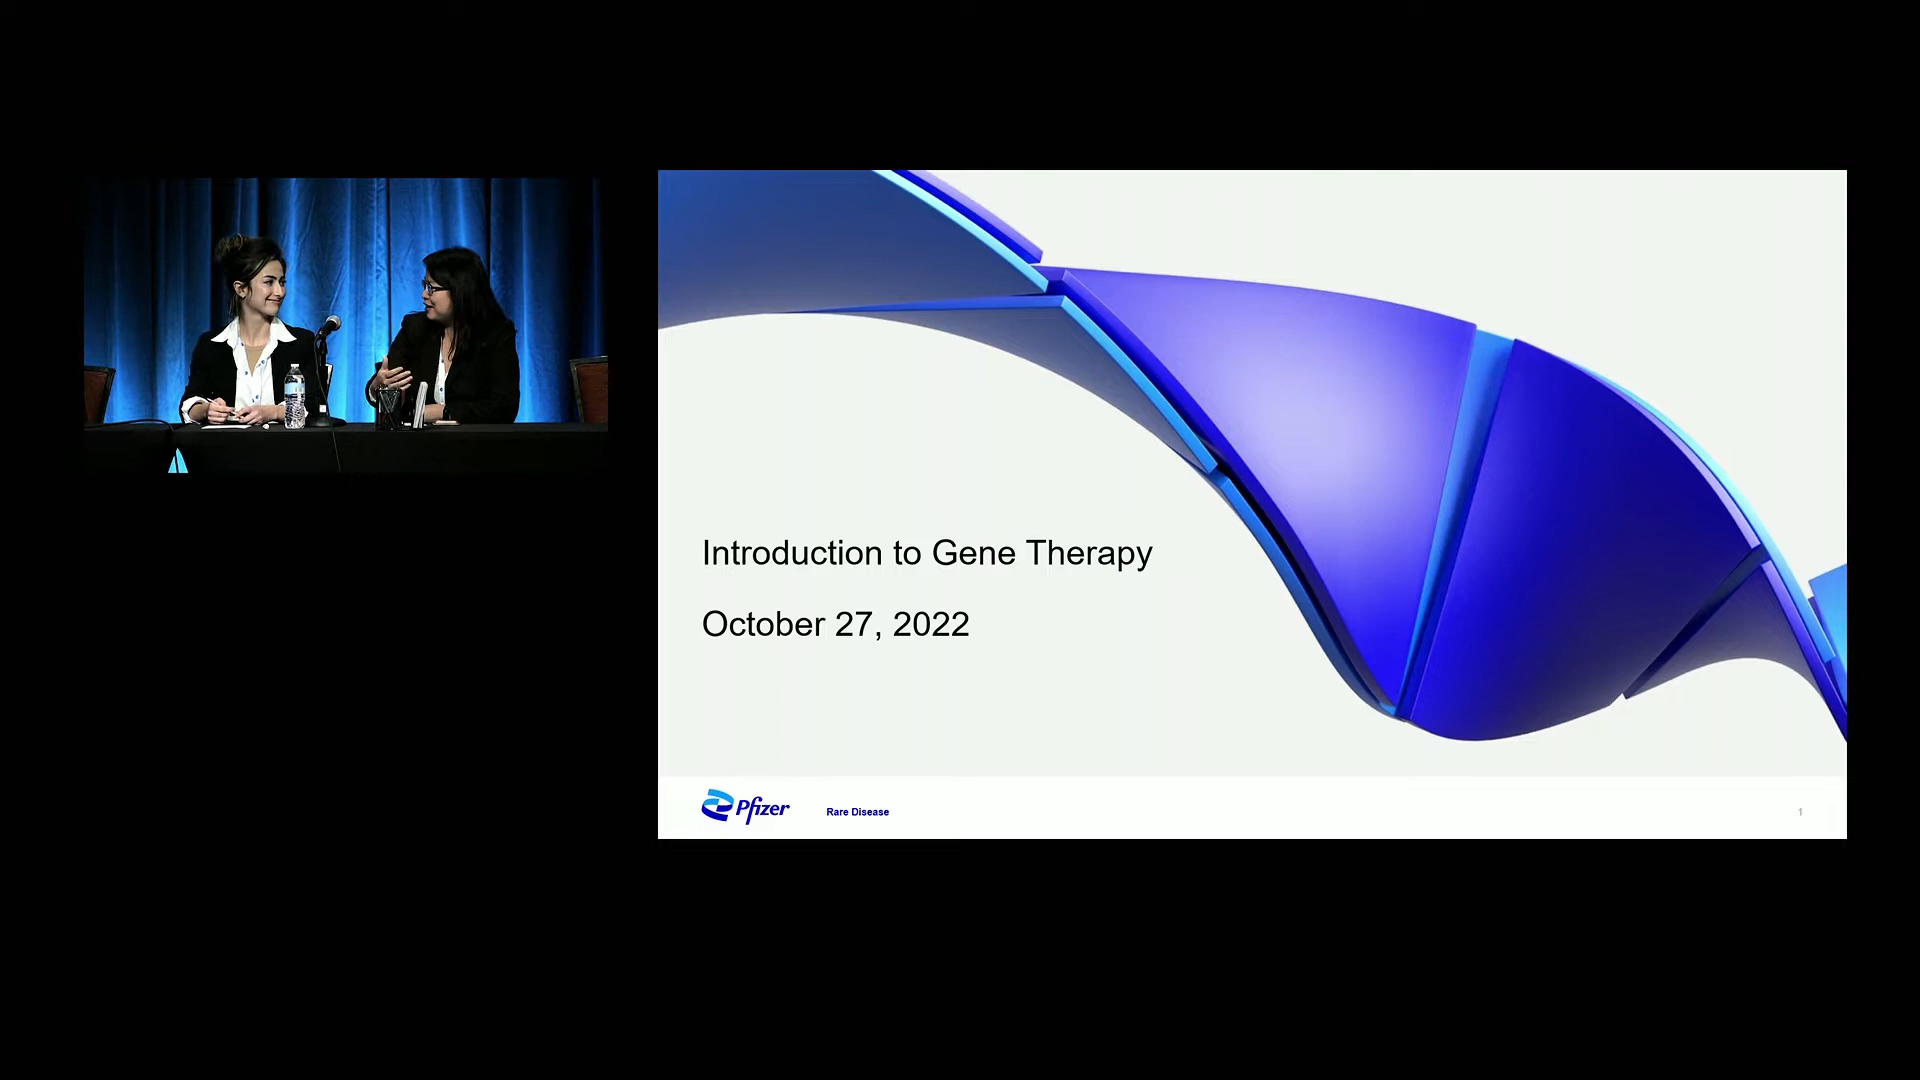 Introduction to Gene Therapy
October 27, 2022
Pfizer
Rare Disease
1